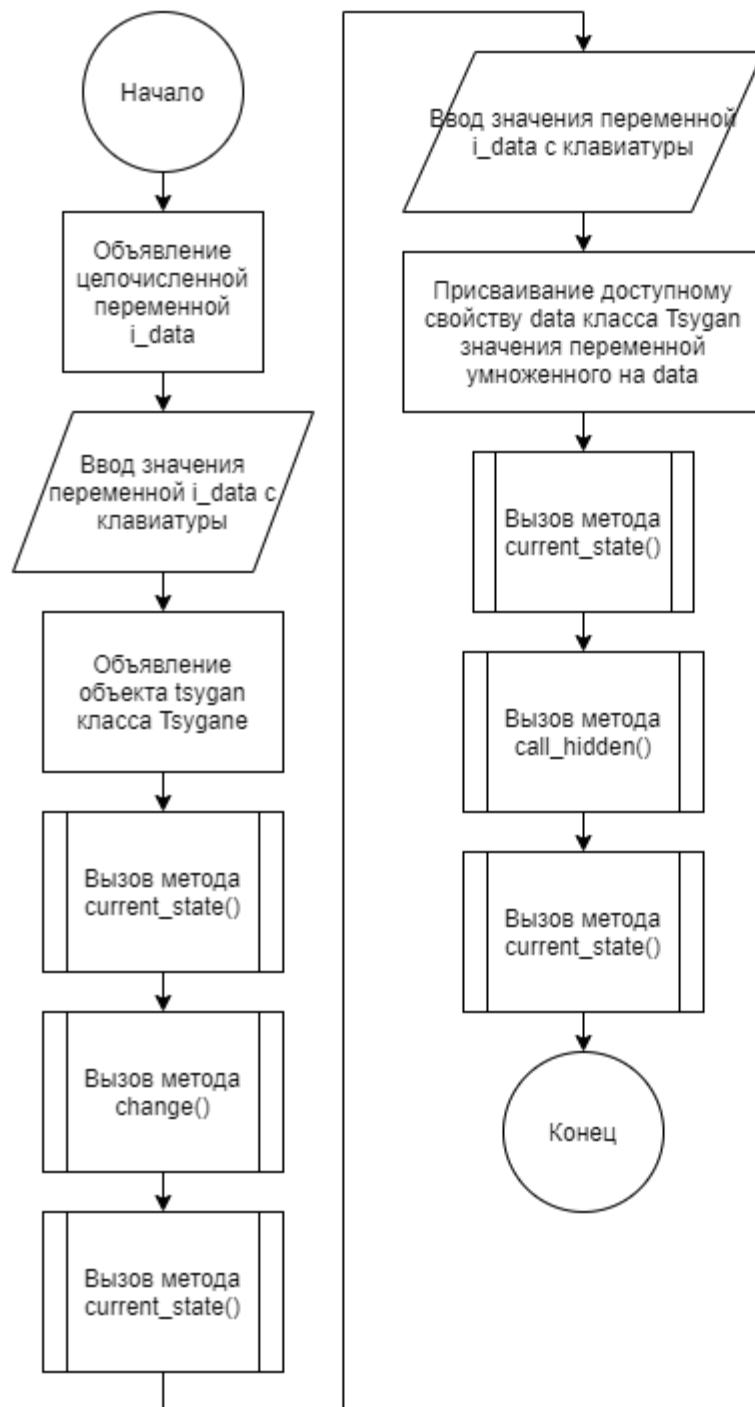 Начало
Объявление
целочисленной
переменной
i_data
Ввод значения
переменной i_data с
клавиатуры
Объявление
объекта tsygan
класса Tsygane
Вызов метода
current_state()
Вызов метода
change()
Вызов метода
current_state()
Ввод значения переменной
i_data с клавиатуры
Присваивание доступному
свойству data класса Tsygan
значения переменной
умноженного на data
Вызов метода
current_state()
Вызов метода
call_hidden()
Вызов метода
current_state()
Конец